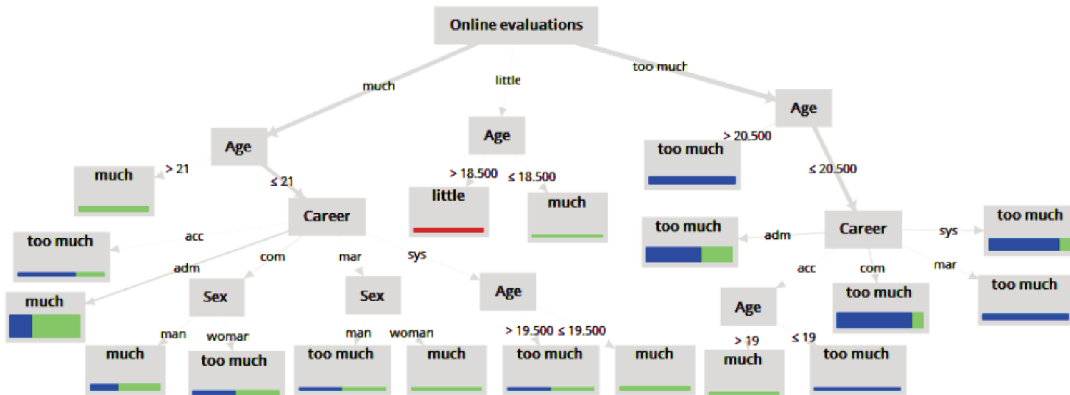 Online evaluations
much
little
too much
Age
Age
Age
> 21
≤ 21
> 18.500
≤ 18.500
> 20.500
≤ 20.500
much
Career
little
much
too much
acc
adm
com
mar
sys
too much
much
Sex
Sex
Age
man
womar
man
woman
> 19.500
≤ 19.500
much
too much
too much
much
too much
much
adm
Career
sys
acc
com
mar
too much
too much
Age
too much
too much
> 19
≤ 19
much
too much